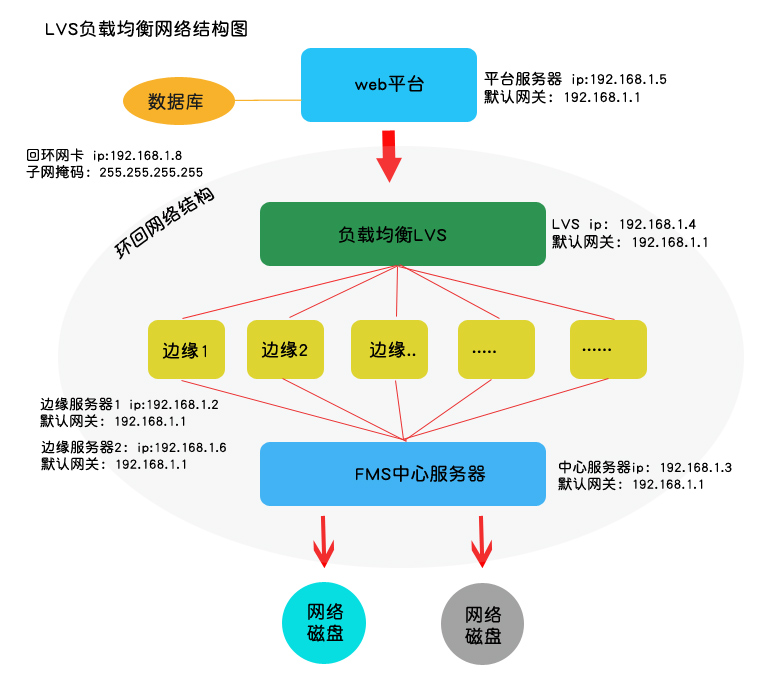 LVS负载均衡网络结构图
web平台
平台服务器 ip:192.168.1.5
默认网关：192.168.1.1
数据库
回环网卡 ip:192.168.1.8
子网掩码：255.255.255.255
环回网络结构
负载均衡LVS
LVS ip：192.168.1.4
默认网关：192.168.1.1
边缘1
边缘2
边缘..
.....
......
边缘服务器1 ip:192.168.1.2
默认网关：192.168.1.1
边缘服务器2：ip:192.168.1.6
默认网关：192.168.1.1
FMS中心服务器
中心服务器ip：192.168.1.3
默认网关：192.168.1.1
网络
磁盘
网络
磁盘